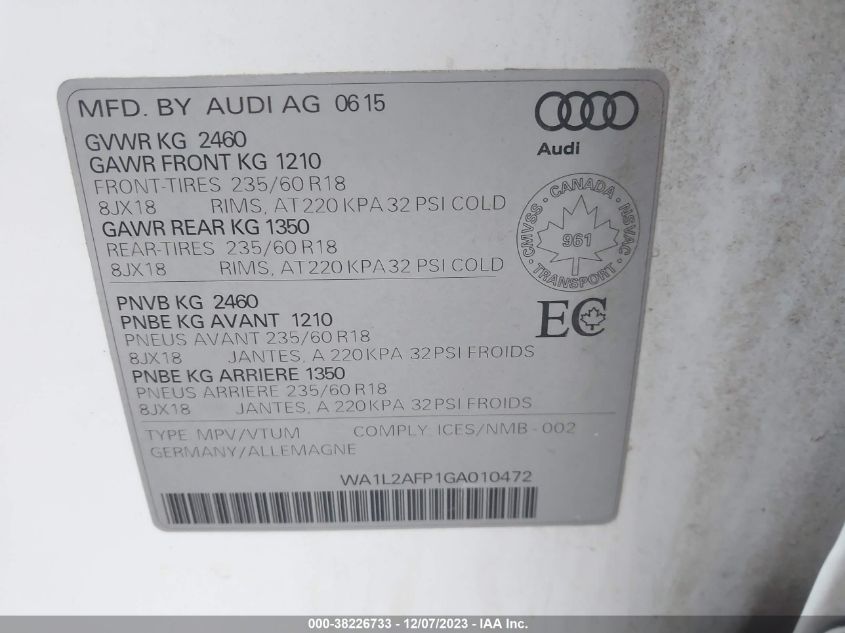 MFD. BY AUDI AG 06 15
Audi
GVWR KG 2460
GAWR FRONT KG 1210
FRONT-TIRES 235/60 R18
8JX18 RIMS, AT 220 KPA 32 PSI COLD
GAWR REAR KG 1350
REAR-TIRES 235/60 R18
8JX18 RIMS, AT 220 KPA 32 PSI COLD
CANADA
CMVSS - NSVAC
961
TRANSPORT
PNVB KG 2460
PNBE KG AVANT 1210
PNEUS AVANT 235/60 R18
8JX18 JANTES, A 220 KPA 32 PSI FROIDS
PNBE KG ARRIERE 1350
PNEUS ARRIERE 235/60 R18
8JX18 JANTES, A 220 KPA 32 PSI FROIDS
EC
TYPE MPV/VTUM COMPLY: ICES/NMB - 002
GERMANY/ALLEMAGNE
WA1L2AFP1GA010472
000-38226733 - 12/07/2023 - IAAI Inc.